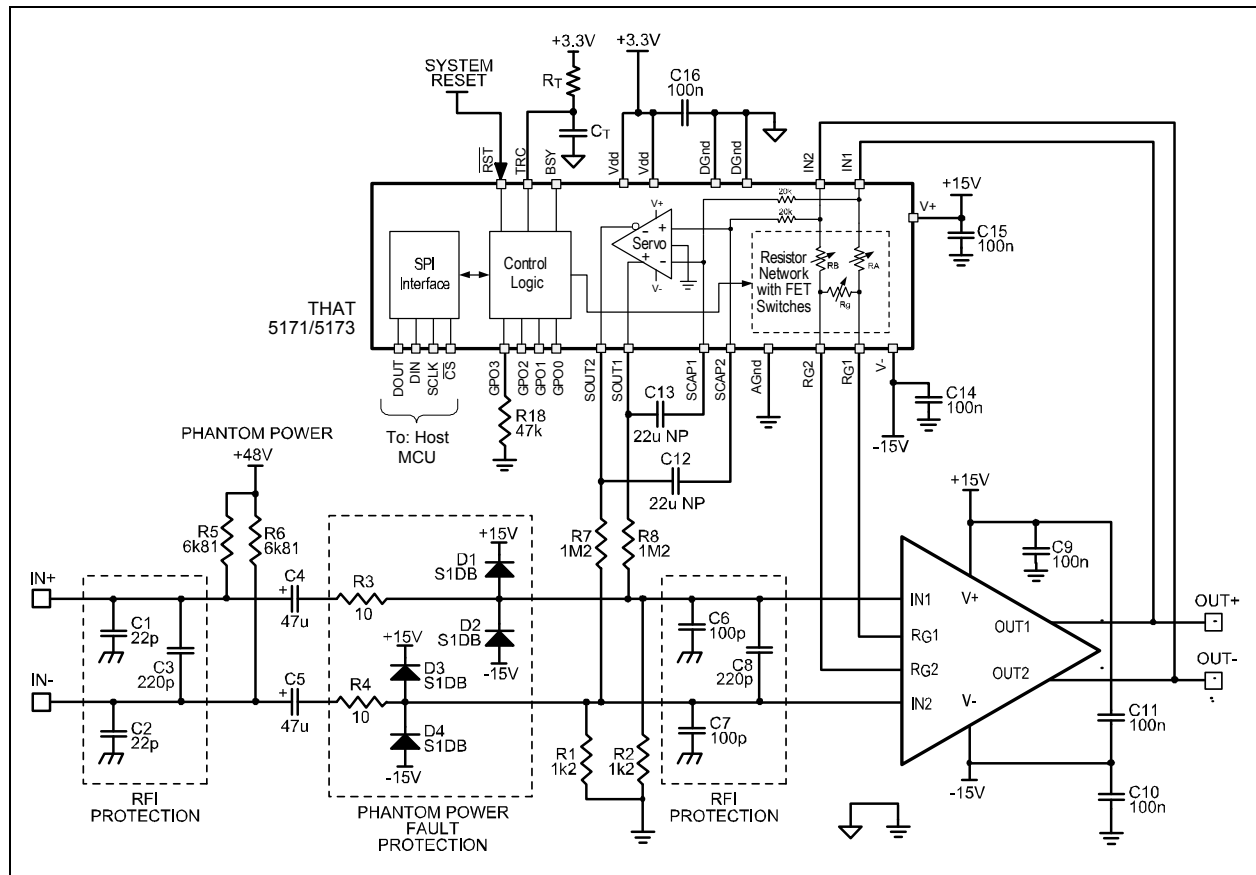 +3.3V
+3.3V
SYSTEM
RESET
RT
CT
C16
100n
RST
TRC
BSY
Vdd
Vdd
DGnd
DGnd
IN2
IN1
+15V
V+
C15
100n
20k
20k
V+
Servo
V-
+
-
-
+
SPI
Interface
Control
Logic
Resistor
Network
with FET
Switches
RB
RA
Rg
THAT
5171/5173
DOUT
DIN
SCLK
CS
GPO3
GPO2
GPO1
GPO0
SOUT2
SOUT1
SCAP1
SCAP2
AGnd
RG2
RG1
V-
C14
100n
-15V
To: Host
MCU
R18
47k
C13
22u NP
C12
22u NP
PHANTOM POWER
+48V
R5
6k81
R6
6k81
R7
1M2
R8
1M2
+15V
C9
100n
IN+
C1
22p
C3
220p
C4
+
47u
R3
10
+15V
D1
S1DB
D2
S1DB
-15V
C6
100p
C8
220p
IN1
RG1
RG2
IN2
V+
V-
OUT1
OUT2
OUT+
OUT-
IN-
C2
22p
C5
+
47u
R4
10
+15V
D3
S1DB
D4
S1DB
-15V
R1
1k2
R2
1k2
C7
100p
C11
100n
-15V
C10
100n
RFI
PROTECTION
PHANTOM POWER
FAULT
PROTECTION
RFI
PROTECTION